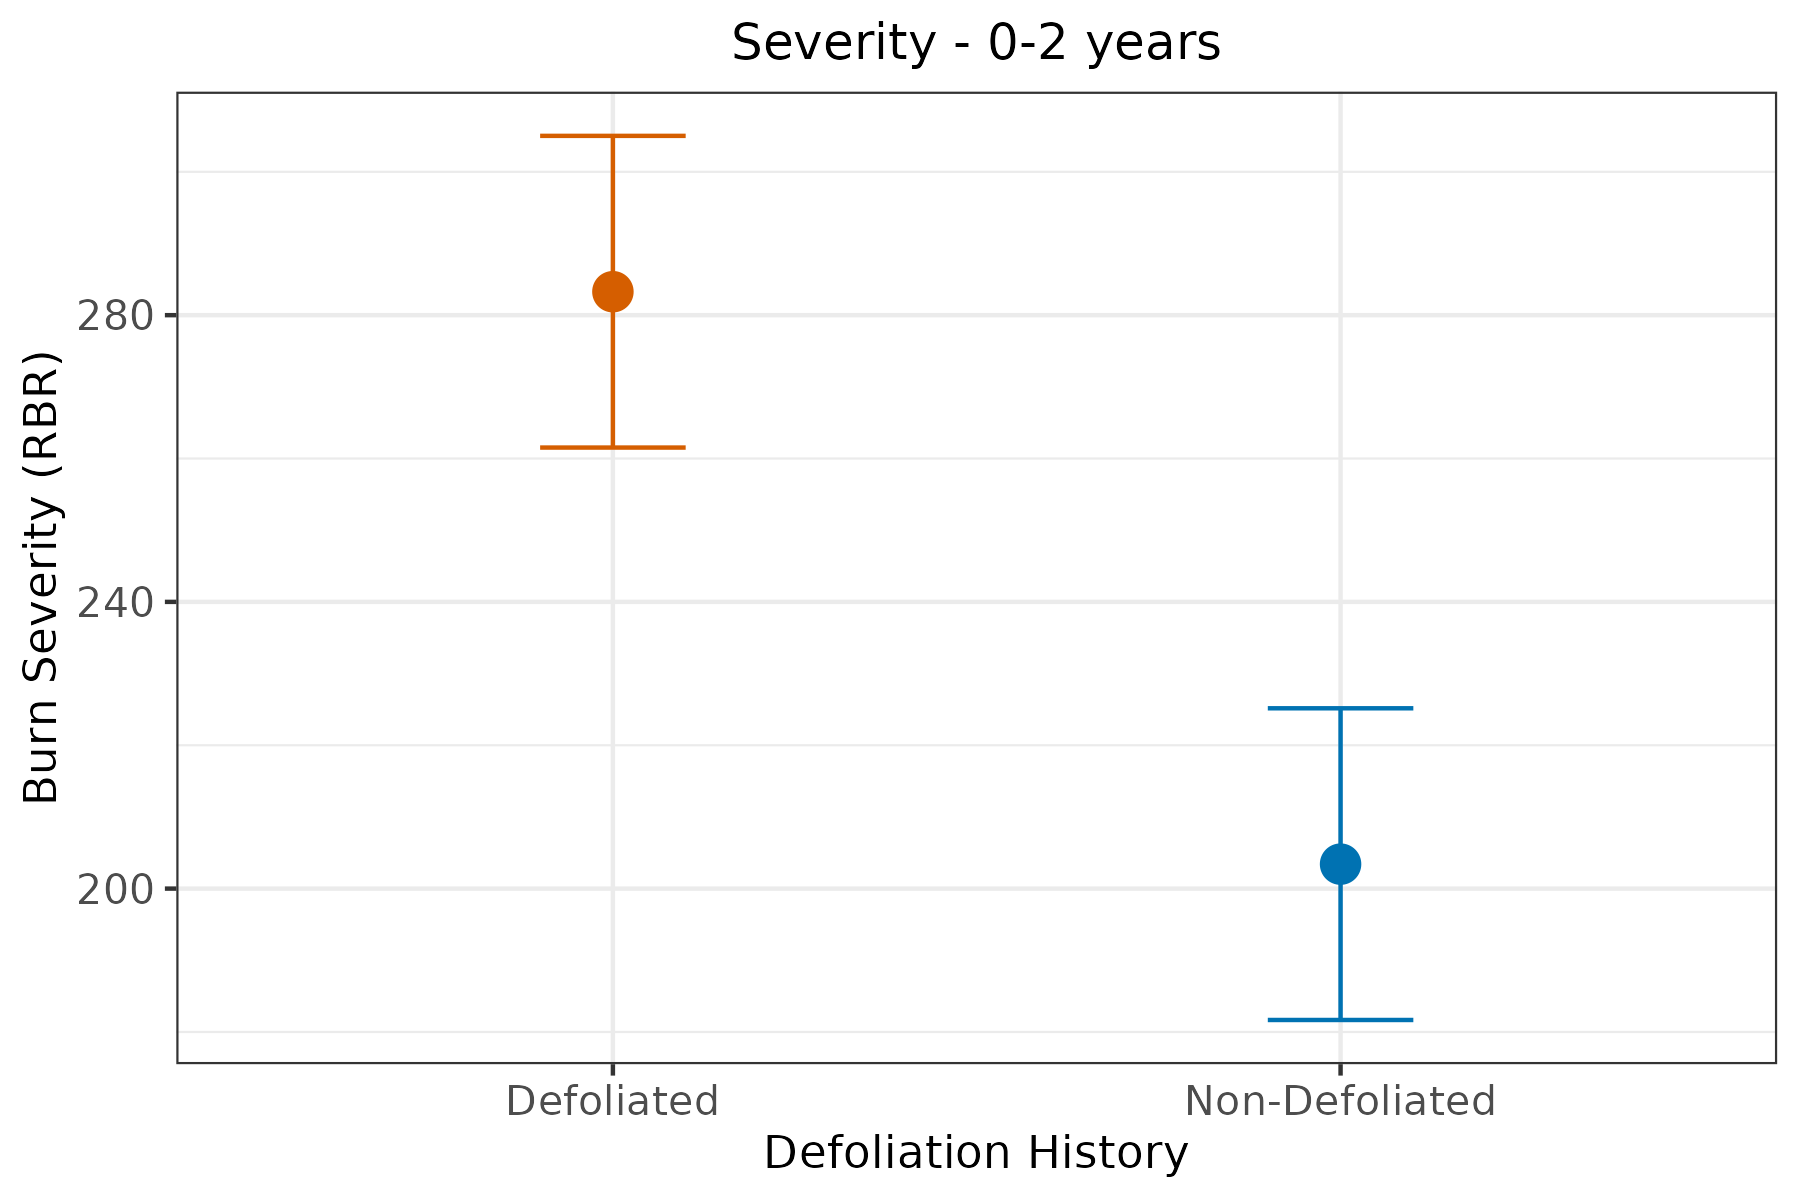 Severity - 0-2 years
Burn Severity (RBR)
280
240
200
Defoliated
Non-Defoliated
Defoliation History